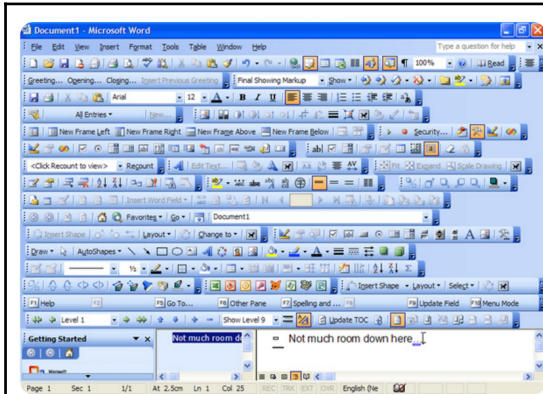 Document1 - Microsoft Word
File Edit View Insert Format Tools Table Window Help Type a question for help
100% Read
Greeting... Opening... Closing... Insert Previous Greeting Final Showing Markup Show
Arial 12 A B I U
All Entries New...
New Frame Left New Frame Right New Frame Above New Frame Below Security...
ab|
<Click Recount to view> Recount Edit Text... Fit Expand Scale Drawing
Insert Word Field
Favorites Go Document1
Insert Shape Layout Change to
Draw AutoShapes
½
Insert Shape Layout Select
F1 Help F2 F5 Go To... F6 Other Pane F7 Spelling and ... F8 F9 Update Field F10 Menu Mode
Level 1 Show Level 9 Update TOC
Getting Started
Not much room d
Not much room down here...
Page 1 Sec 1 1/1 At 2.5cm Ln 1 Col 25 REC TRK EXT OVR English (Ne